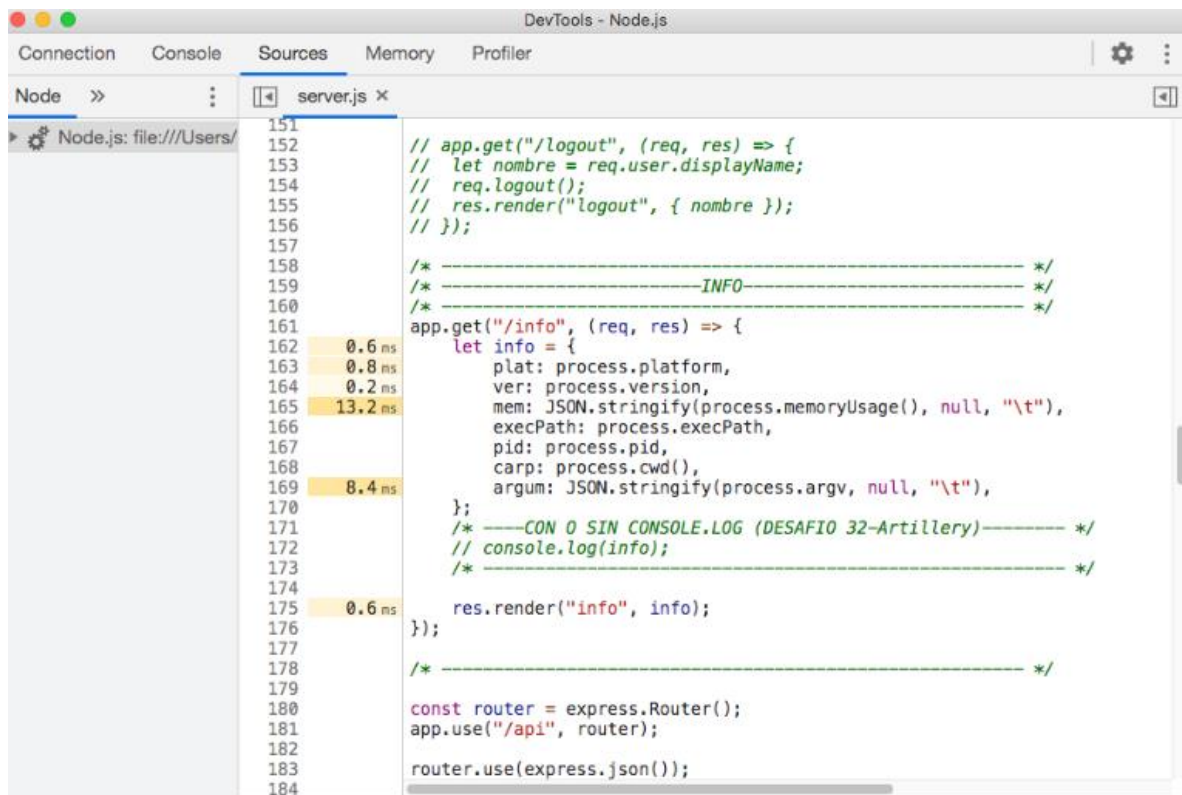 DevTools - Node.js
Connection Console Sources Memory Profiler
Node » server.js ×
Node.js: file:///Users/
151
152 // app.get("/logout", (req, res) => {
153 //  let nombre = req.user.displayName;
154 //  req.logout();
155 //  res.render("logout", { nombre });
156 // });
157
158 /* -------------------------------------------------------- */
159 /* -------------------------INFO--------------------------- */
160 /* -------------------------------------------------------- */
161 app.get("/info", (req, res) => {
162 0.6 ms let info = {
163 0.8 ms plat: process.platform,
164 0.2 ms ver: process.version,
165 13.2 ms mem: JSON.stringify(process.memoryUsage(), null, "\t"),
166 execPath: process.execPath,
167 pid: process.pid,
168 carp: process.cwd(),
169 8.4 ms argum: JSON.stringify(process.argv, null, "\t"),
170 };
171 /* ----CON O SIN CONSOLE.LOG (DESAFIO 32-Artillery)-------- */
172 // console.log(info);
173 /* -------------------------------------------------------- */
174
175 0.6 ms res.render("info", info);
176 });
177
178 /* -------------------------------------------------------- */
179
180 const router = express.Router();
181 app.use("/api", router);
182
183 router.use(express.json());
184